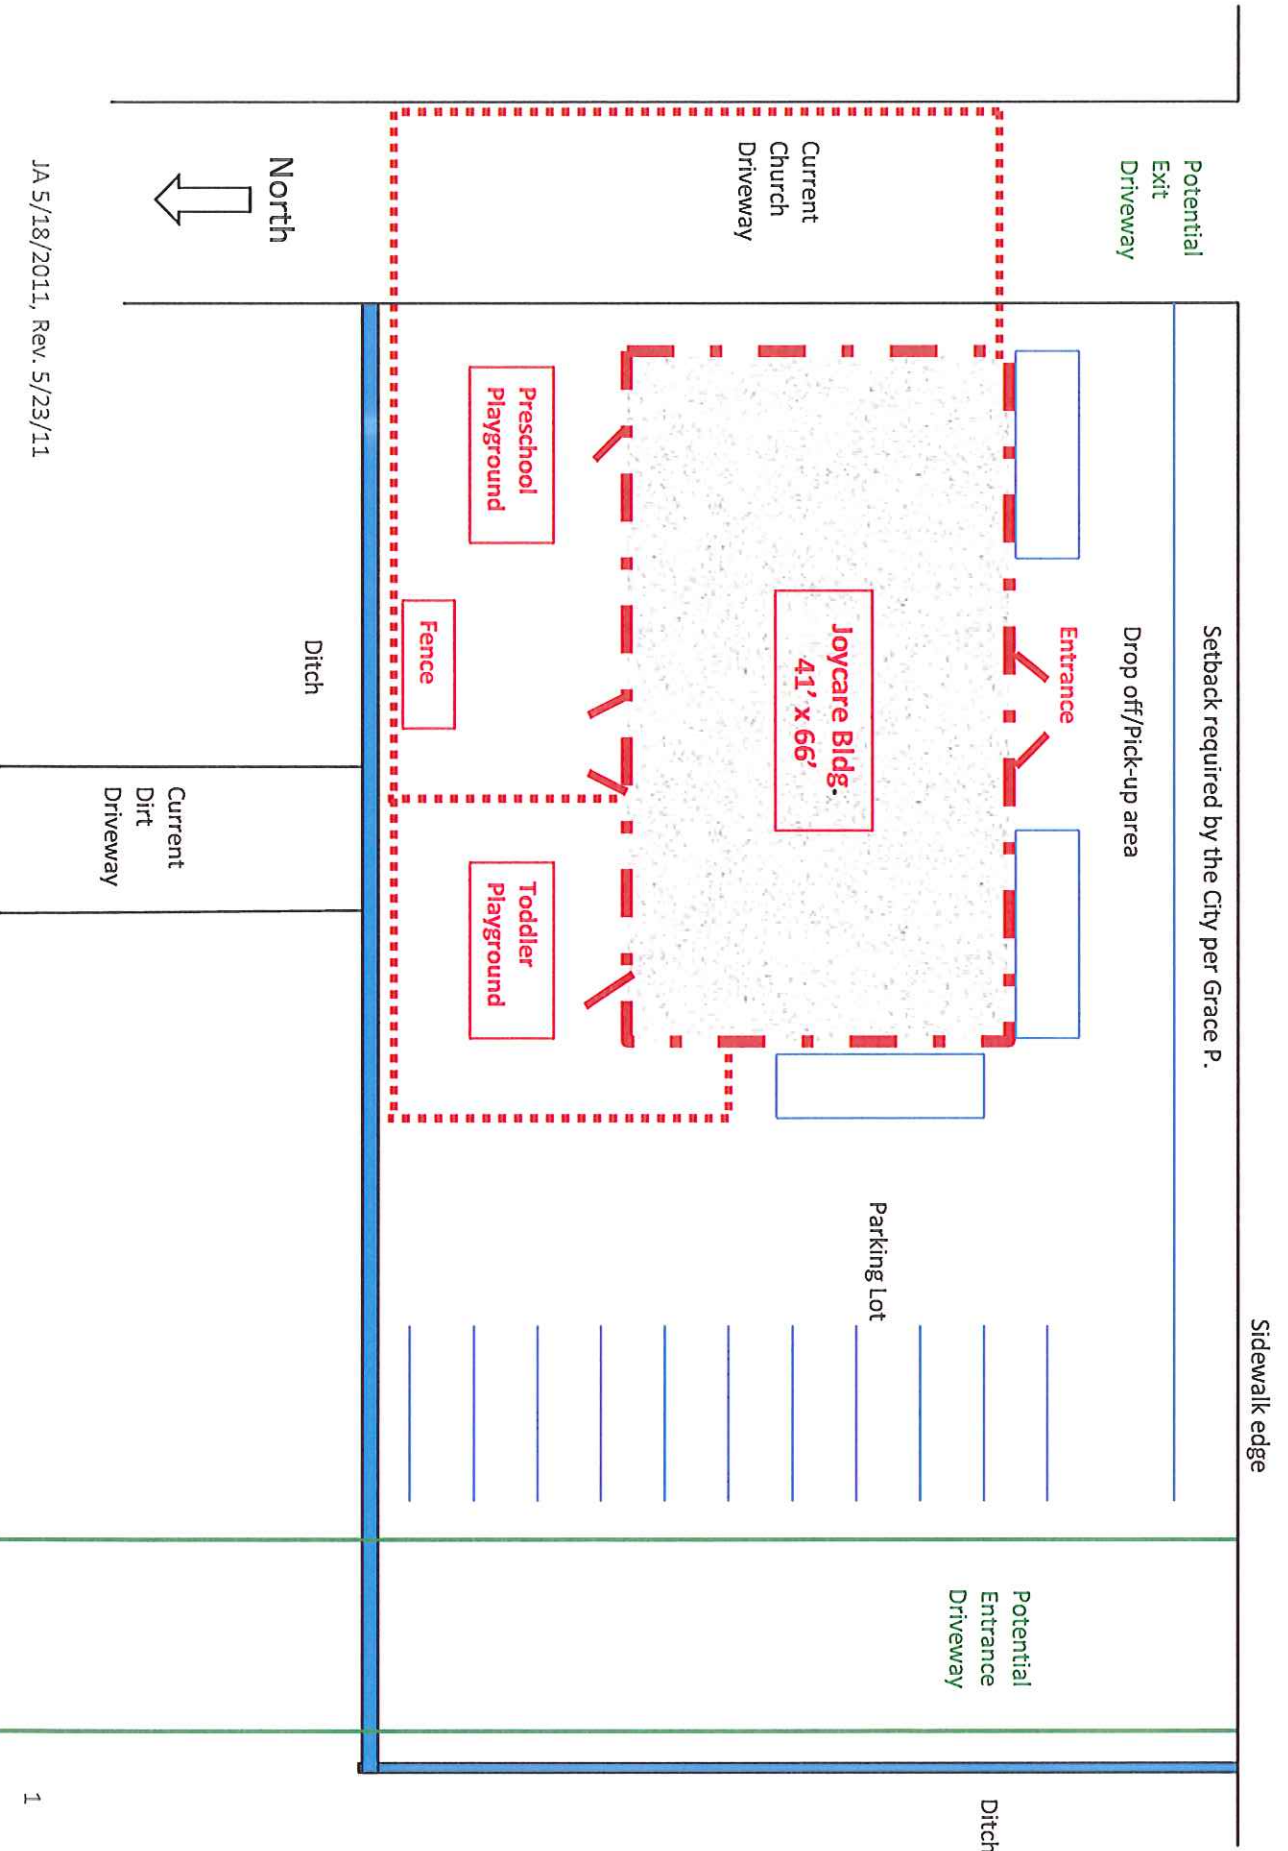 Sidewalk edge
Setback required by the City per Grace P.
Potential
Exit
Driveway
Drop off/Pick-up area
Entrance
Potential
Entrance
Driveway
Ditch
Current
Church
Driveway
Joycare Bldg.
41' x 66'
Parking Lot
Preschool
Playground
Toddler
Playground
Fence
Ditch
North
Current
Dirt
Driveway
JA 5/18/2011, Rev. 5/23/11
1